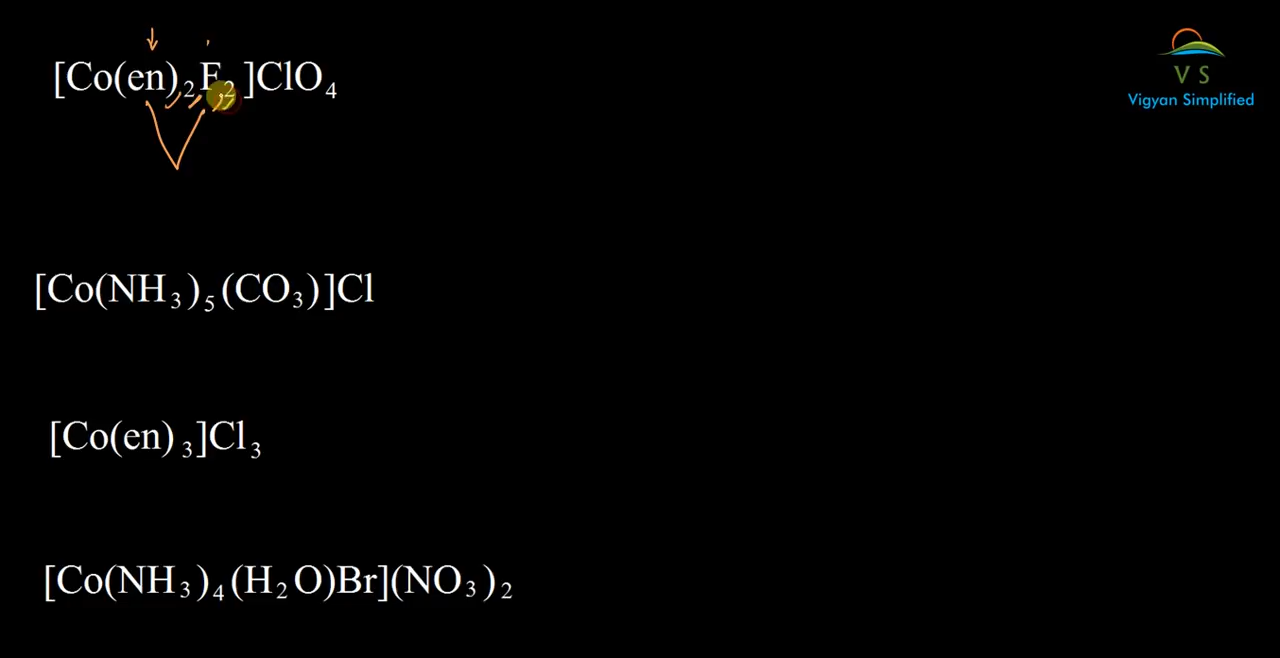 [Co(en)₂F₂]ClO₄
V S
Vigyan Simplified
[Co(NH₃)₅(CO₃)]Cl
[Co(en)₃]Cl₃
[Co(NH₃)₄(H₂O)Br](NO₃)₂